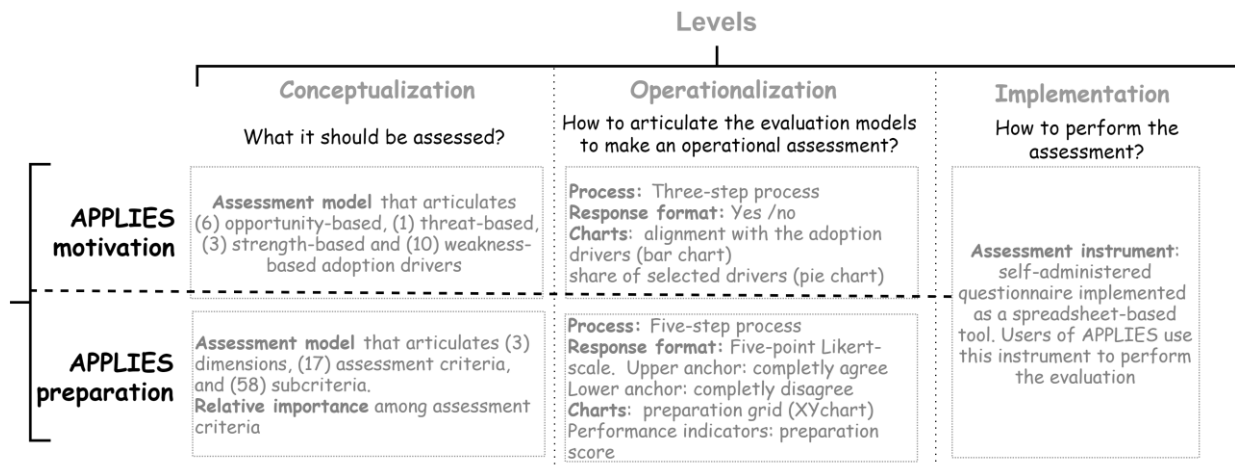 Levels
Conceptualization
What it should be assessed?
Operationalization
How to articulate the evaluation models
to make an operational assessment?
Implementation
How to perform the
assessment?
APPLIES
motivation
Assessment model that articulates
(6) opportunity-based, (1) threat-based,
(3) strength-based and (10) weakness-
based adoption drivers
Process: Three-step process
Response format: Yes /no
Charts: alignment with the adoption
drivers (bar chart)
share of selected drivers (pie chart)
Assessment instrument:
self-administered
questionnaire implemented
as a spreadsheet-based
tool. Users of APPLIES use
this instrument to perform
the evaluation
APPLIES
preparation
Assessment model that articulates (3)
dimensions, (17) assessment criteria,
and (58) subcriteria.
Relative importance among assessment
criteria
Process: Five-step process
Response format: Five-point Likert-
scale. Upper anchor: completly agree
Lower anchor: completly disagree
Charts: preparation grid (XYchart)
Performance indicators: preparation
score